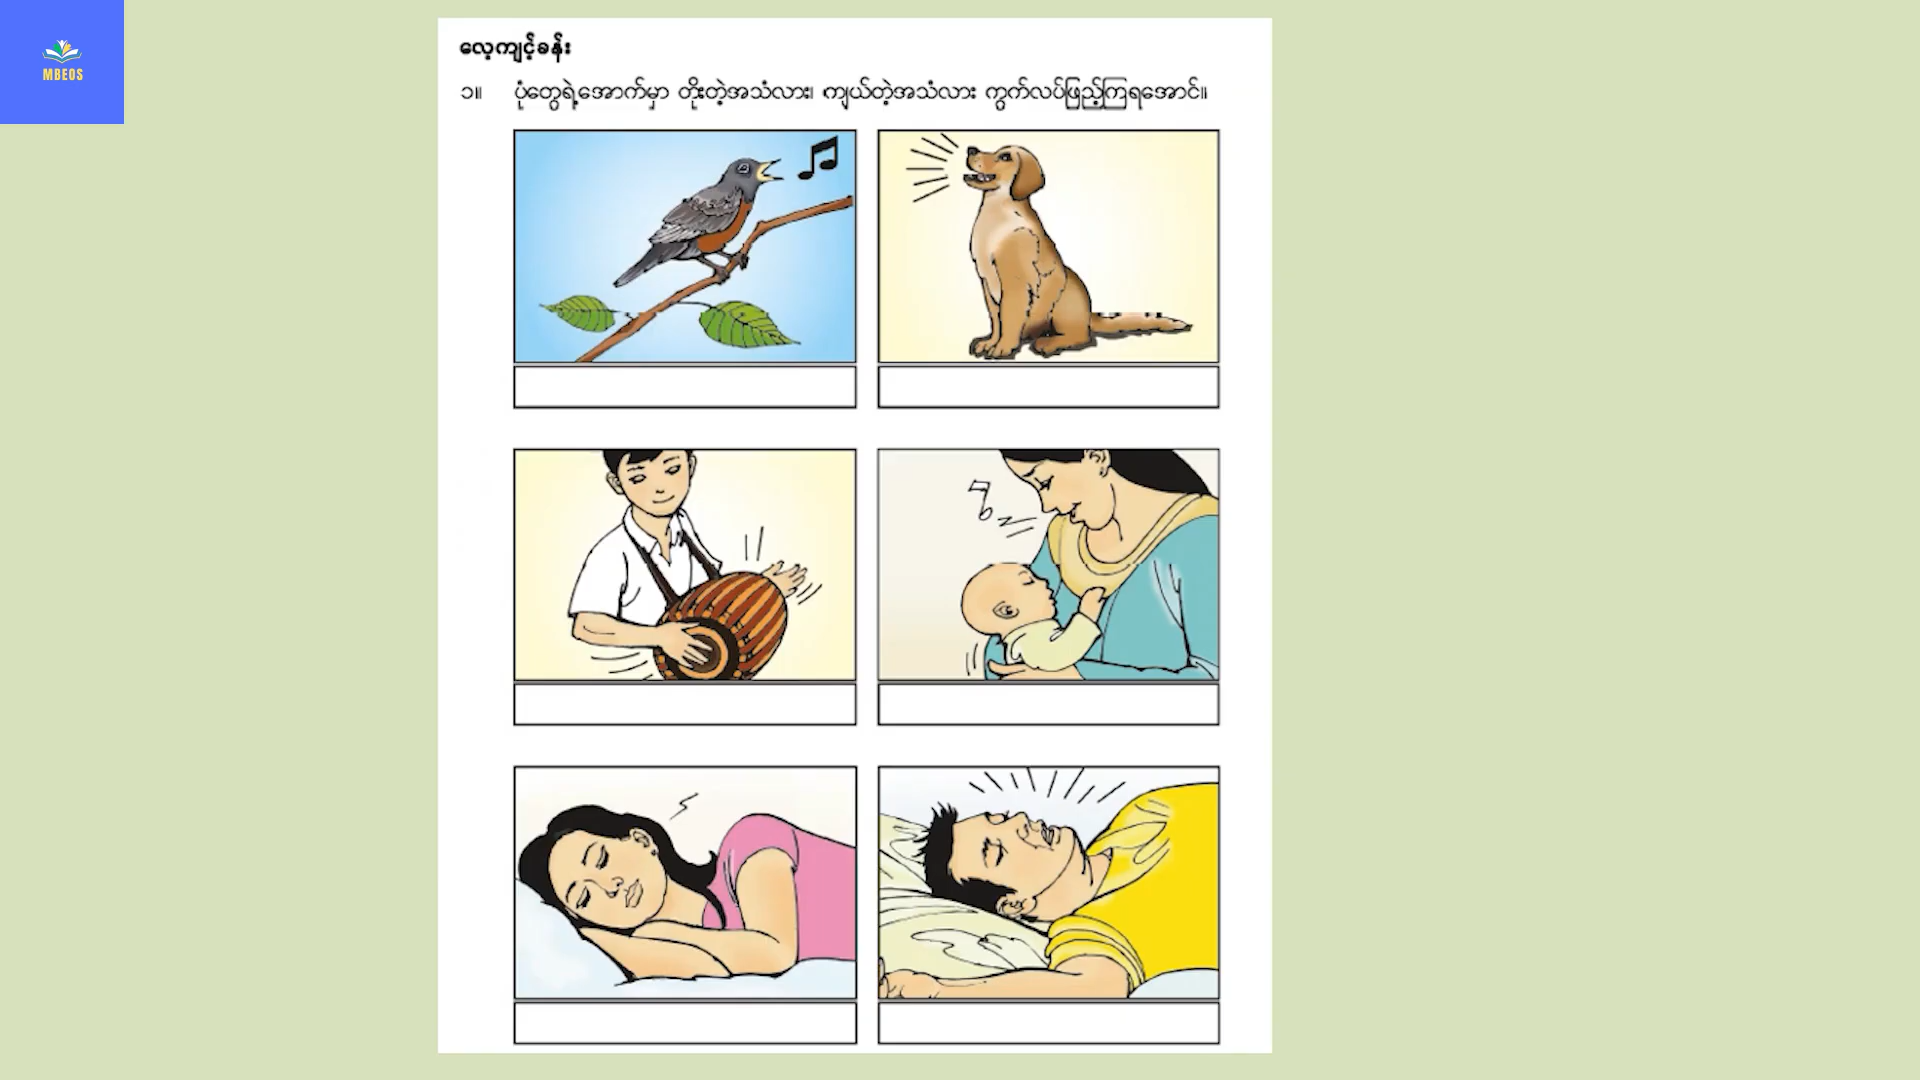 MBEOS
လေ့ကျင့်ခန်း
၁။ ပုံတွေရဲ့အောက်မှာ တိုးတဲ့အသံလား၊ ကျယ်တဲ့အသံလား ကွက်လပ်ဖြည့်ကြရအောင်။